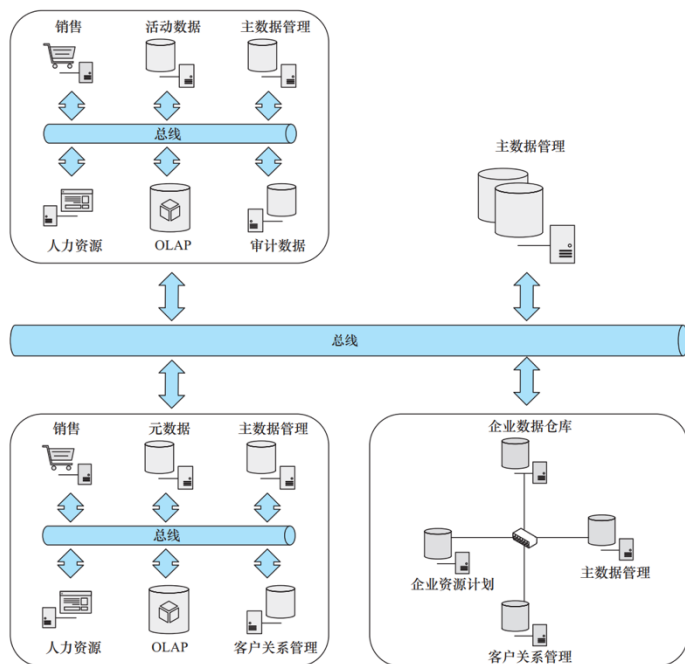 销售 活动数据 主数据管理
总线
人力资源 OLAP 审计数据
主数据管理
总线
销售 元数据 主数据管理
总线
人力资源 OLAP 客户关系管理
企业数据仓库
企业资源计划 主数据管理
客户关系管理